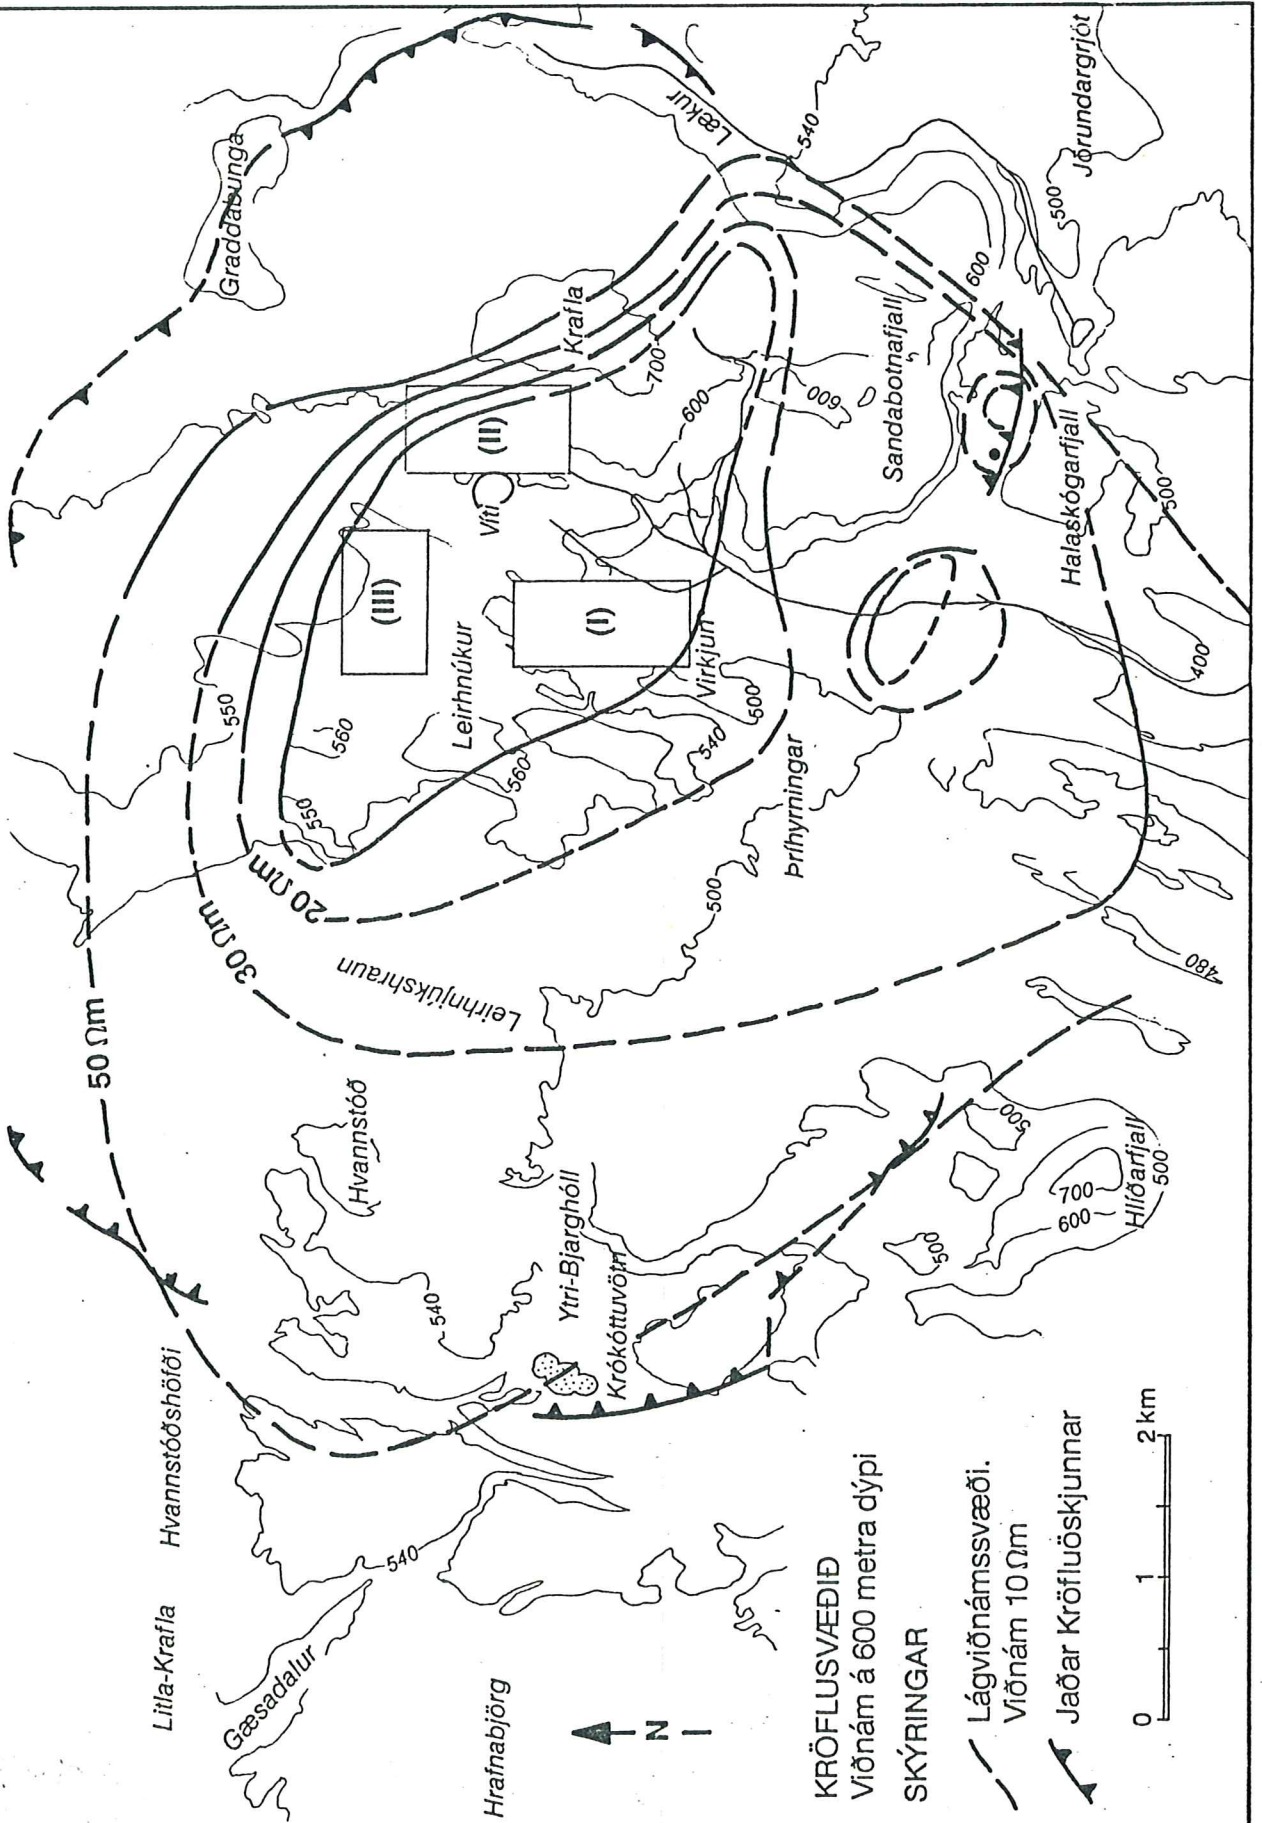 Graddabunga
Lækur
540
Jörundargrjót
500
600
Krafla
700
600
600
Sandabotnafjall
Halaskógarfjall
500
400
(II)
Víti
(III)
(I)
Leirhnúkur
Virkjun
500
540
560
560
550
550
Þríhyrningar
500
480
20 Ωm
30 Ωm
50 Ωm
Leirhnjúkshraun
Hvannstóð
540
Ytri-Bjarghóll
Krókóttuvötn
500
500
700
600
500
Hlíðarfjall
Hvannstóðshöfði
Litla-Krafla
Gæsadalur
540
Hrafnabjörg
N
KRÖFLUSVÆÐIÐ
Viðnám á 600 metra dýpi
SKÝRINGAR
Lágviðnámssvæði.
Viðnám 10 Ωm
Jaðar Kröfluöskjunnar
0 1 2 km